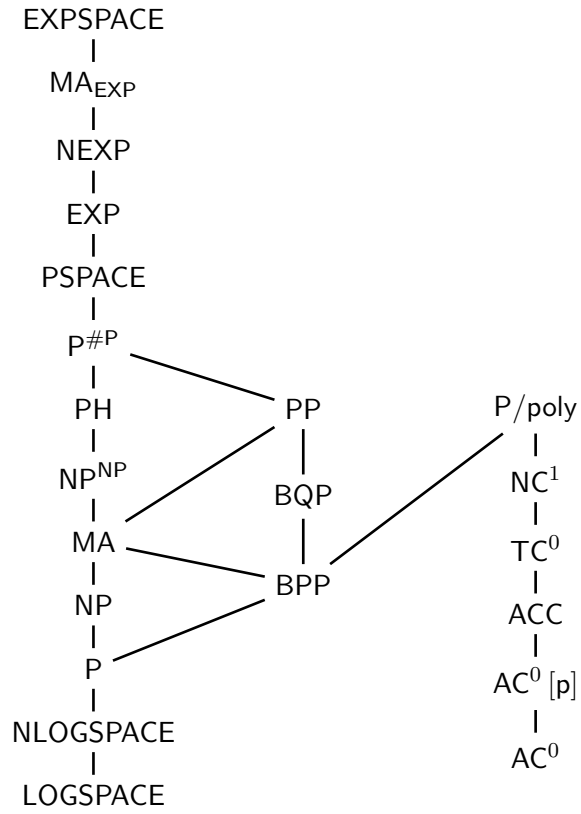 EXPSPACE
MA_EXP
NEXP
EXP
PSPACE
P^#P
PH
PP
P/poly
NP^NP
BQP
NC^1
MA
TC^0
BPP
NP
ACC
P
AC^0 [p]
NLOGSPACE
AC^0
LOGSPACE